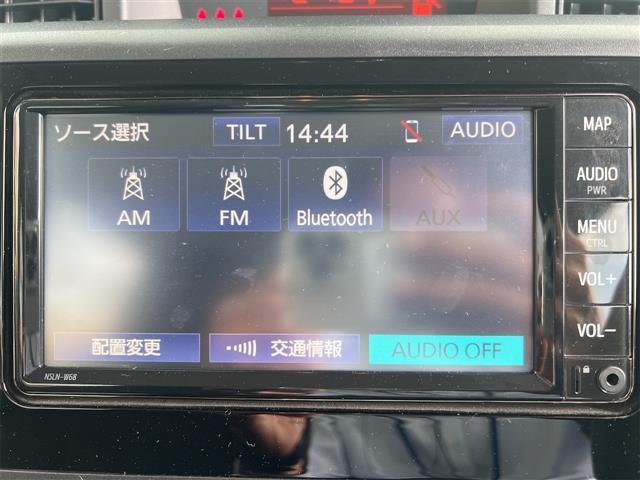 ソース選択 TILT 14:44 AUDIO
AM FM Bluetooth AUX
配置変更 交通情報 AUDIO OFF
NSLN-W68
MAP
AUDIO
PWR
MENU
CTRL
VOL+
VOL−